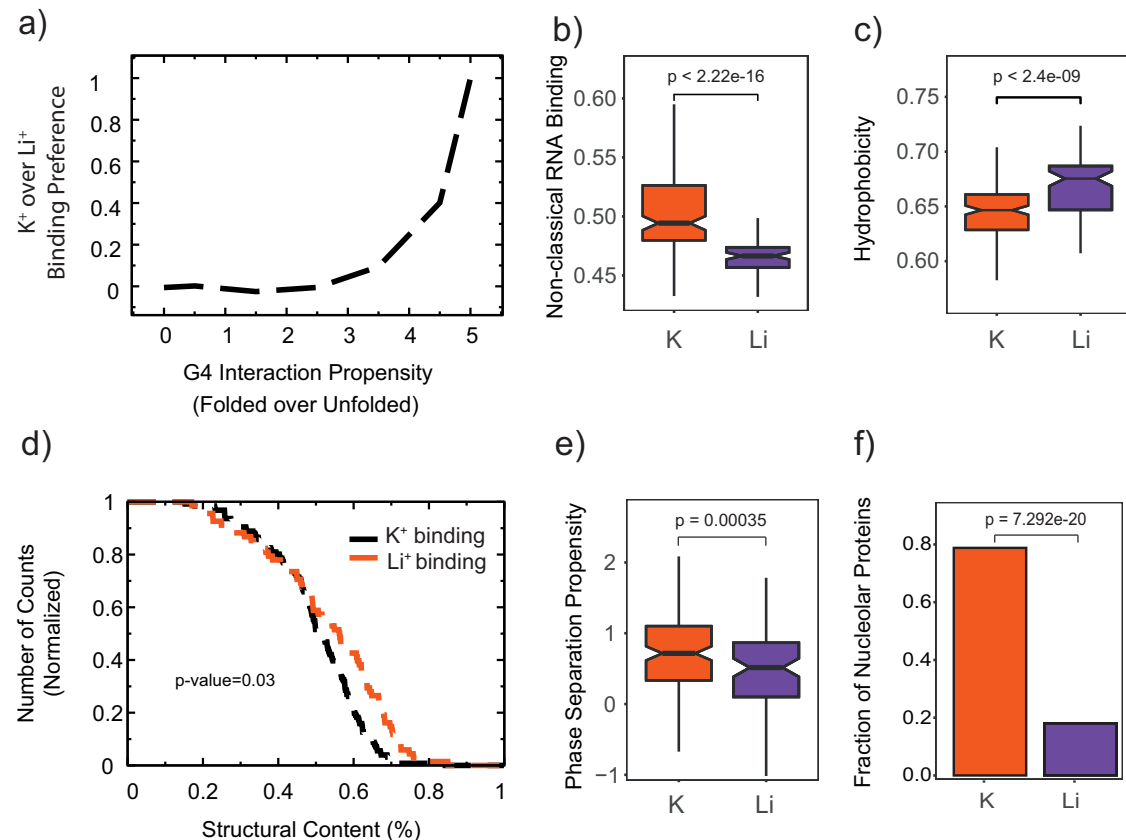 a)
K⁺ over Li⁺
Binding Preference
1
0.8
0.6
0.4
0.2
0
0 1 2 3 4 5
G4 Interaction Propensity
(Folded over Unfolded)
b)
Non-classical RNA Binding
p < 2.22e-16
0.60
0.55
0.50
0.45
K Li
c)
Hydrophobicity
p < 2.4e-09
0.75
0.70
0.65
0.60
K Li
d)
Number of Counts
(Normalized)
1
0.8
0.6
0.4
0.2
0
K⁺ binding
Li⁺ binding
p-value=0.03
0 0.2 0.4 0.6 0.8 1
Structural Content (%)
e)
Phase Separation Propensity
p = 0.00035
2
1
0
−1
K Li
f)
Fraction of Nucleolar Proteins
p = 7.292e-20
0.8
0.6
0.4
0.2
0.0
K Li